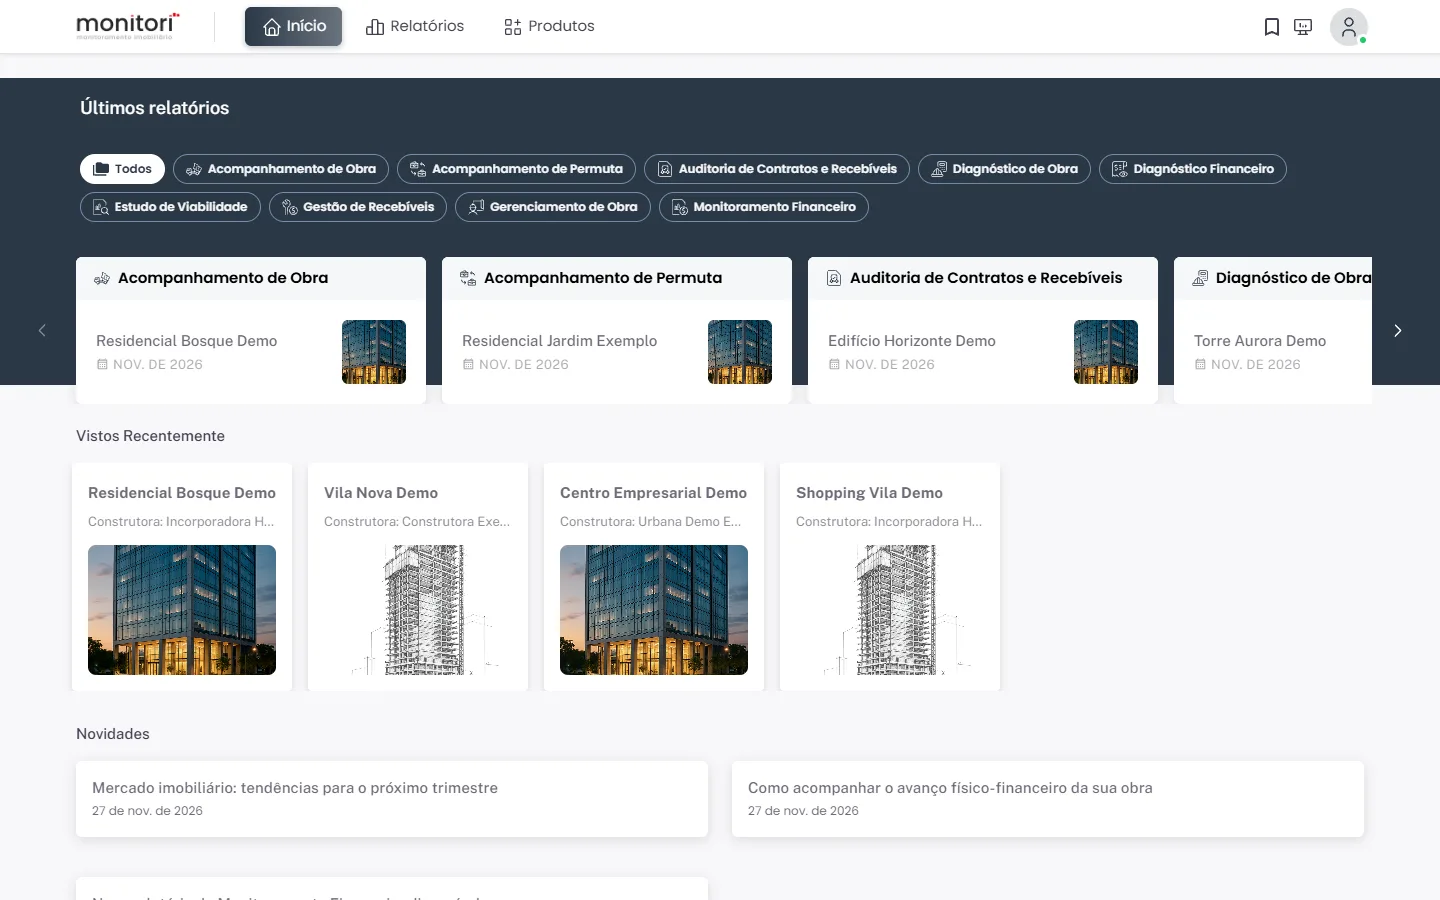 monitori
monitoramento imobiliário
Início
Relatórios
Produtos
Últimos relatórios
Todos
Acompanhamento de Obra
Acompanhamento de Permuta
Auditoria de Contratos e Recebíveis
Diagnóstico de Obra
Diagnóstico Financeiro
Estudo de Viabilidade
Gestão de Recebíveis
Gerenciamento de Obra
Monitoramento Financeiro
Acompanhamento de Obra
Residencial Bosque Demo
NOV. DE 2026
Acompanhamento de Permuta
Residencial Jardim Exemplo
NOV. DE 2026
Auditoria de Contratos e Recebíveis
Edifício Horizonte Demo
NOV. DE 2026
Diagnóstico de Obra
Torre Aurora Demo
NOV. DE 2026
Vistos Recentemente
Residencial Bosque Demo
Construtora: Incorporadora H...
Vila Nova Demo
Construtora: Construtora Exe...
Centro Empresarial Demo
Construtora: Urbana Demo E...
Shopping Vila Demo
Construtora: Incorporadora H...
Novidades
Mercado imobiliário: tendências para o próximo trimestre
27 de nov. de 2026
Como acompanhar o avanço físico-financeiro da sua obra
27 de nov. de 2026